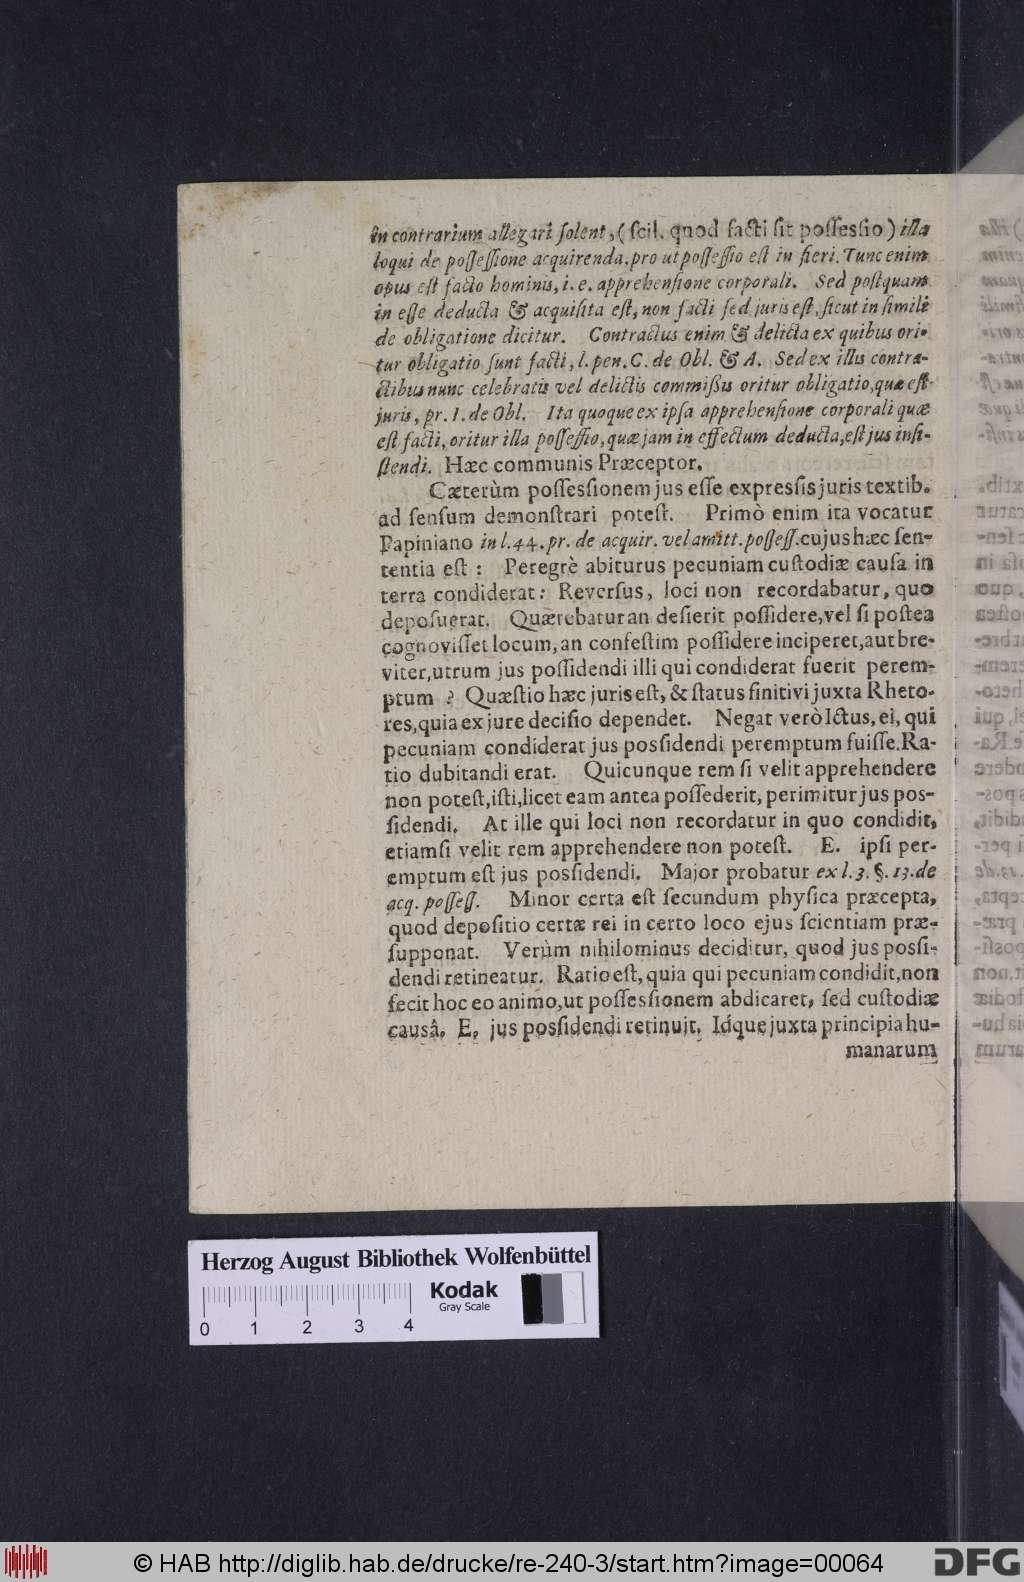 in contrarium allegari ſolent, (ſcil. quod facti ſit poſſeſsio) illa
loqui de poſſeſſione acquirenda, pro ut poſſeſſio eſt in fieri. Tunc enim
opus eſt facto hominis, i. e. apprehenſione corporali. Sed poſtquam
in eſſe deducta & acquiſita eſt, non facti ſed juris eſt, ſicut in ſimile
de obligatione dicitur. Contractus enim & delicta ex quibus ori-
tur obligatio ſunt facti, l. pen. C. de Obl. & A. Sed ex illis contra-
ctibus nunc celebratis vel delictis commiſsis oritur obligatio, quæ eſt
juris, pr. I. de Obl. Ita quoque ex ipſa apprehenſione corporali quæ
eſt facti, oritur illa poſſeſſio, quæ jam in effectum deducta, eſt jus inſi-
ſtendi. Hæc communis Præceptor.
Cæterùm poſſeſsionem jus eſſe expreſsis juris textib.
ad ſenſum demonſtrari poteſt. Primò enim ita vocatur
Papiniano in l. 44. pr. de acquir. vel amitt. poſſeſſ. cujus hæc ſen-
tentia eſt: Peregrè abiturus pecuniam cuſtodiæ cauſa in
terra condiderat: Reverſus, loci non recordabatur, quo
depoſuerat. Quærebatur an deſierit poſſidere, vel ſi poſtea
cognoviſſet locum, an confeſtim poſſidere inciperet, aut bre-
viter, utrum jus poſſidendi illi qui condiderat fuerit perem-
ptum ? Quæſtio hæc juris eſt, & ſtatus finitivi juxta Rheto-
res, quia ex jure deciſio dependet. Negat verò Ictus, ei, qui
pecuniam condiderat jus poſsidendi peremptum fuiſſe. Ra-
tio dubitandi erat. Quicunque rem ſi velit apprehendere
non poteſt, iſti, licet eam antea poſſederit, perimitur jus poſ-
ſidendi. At ille qui loci non recordatur in quo condidit,
etiamſi velit rem apprehendere non poteſt. E. ipſi per-
emptum eſt jus poſsidendi. Major probatur ex l. 3. §. 13. de
acq. poſſeſſ. Minor certa eſt ſecundum phyſica præcepta,
quod depoſitio certæ rei in certo loco ejus ſcientiam præ-
ſupponat. Verùm nihilominus deciditur, quod jus poſſi-
dendi retineatur. Ratio eſt, quia qui pecuniam condidit, non
fecit hoc eo animo, ut poſſeſsionem abdicaret, ſed cuſtodiæ
causâ. E. jus poſsidendi retinuit. Idque juxta principia hu-
manarum
Herzog August Bibliothek Wolfenbüttel
Kodak
Gray Scale
0 1 2 3 4
© HAB http://diglib.hab.de/drucke/re-240-3/start.htm?image=00064
DFG